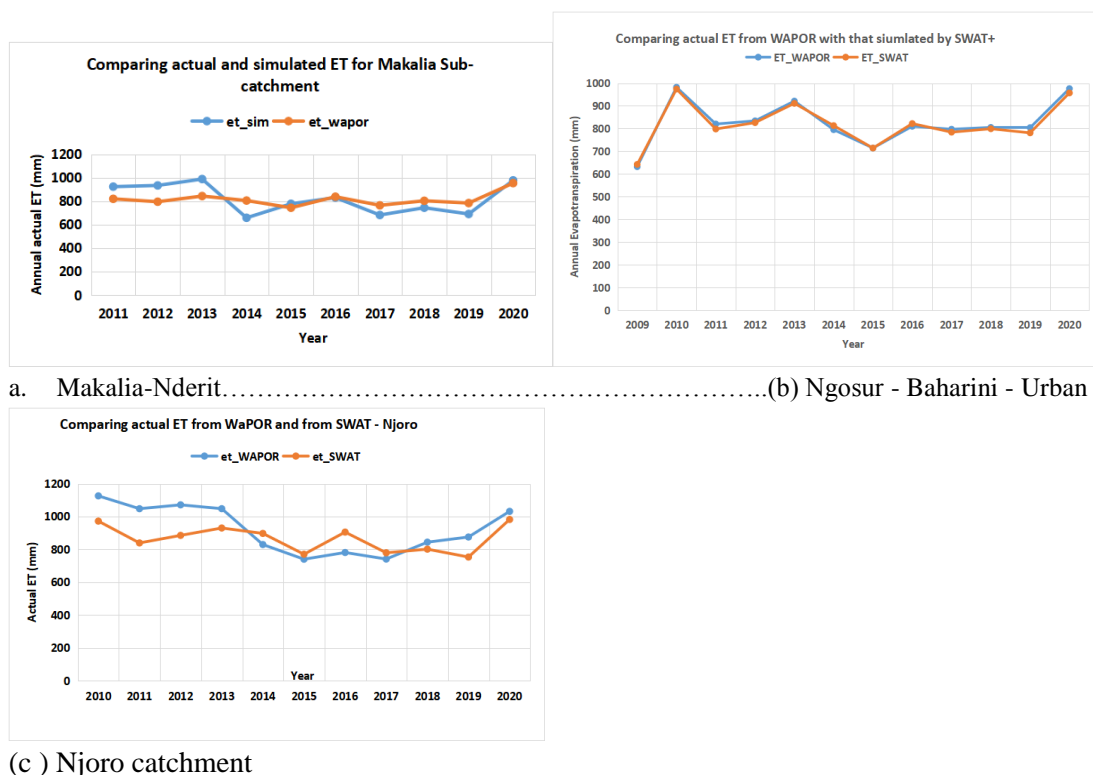 Comparing actual and simulated ET for Makalia Sub-
catchment
et_sim et_wapor
1200
1000
800
600
400
200
0
Annual actual ET (mm)
2011 2012 2013 2014 2015 2016 2017 2018 2019 2020
Year
Comparing actual ET from WAPOR with that siumlated by SWAT+
ET_WAPOR ET_SWAT
1000
900
800
700
600
500
400
300
200
100
0
Annual Evapotranspiration (mm)
2009 2010 2011 2012 2013 2014 2015 2016 2017 2018 2019 2020
Year
a. Makalia-Nderit…………………………………………………..(b) Ngosur - Baharini - Urban
Comparing actual ET from WaPOR and from SWAT - Njoro
et_WAPOR et_SWAT
1200
1000
800
600
400
200
0
Actual ET (mm)
Year
2010 2011 2012 2013 2014 2015 2016 2017 2018 2019 2020
(c ) Njoro catchment